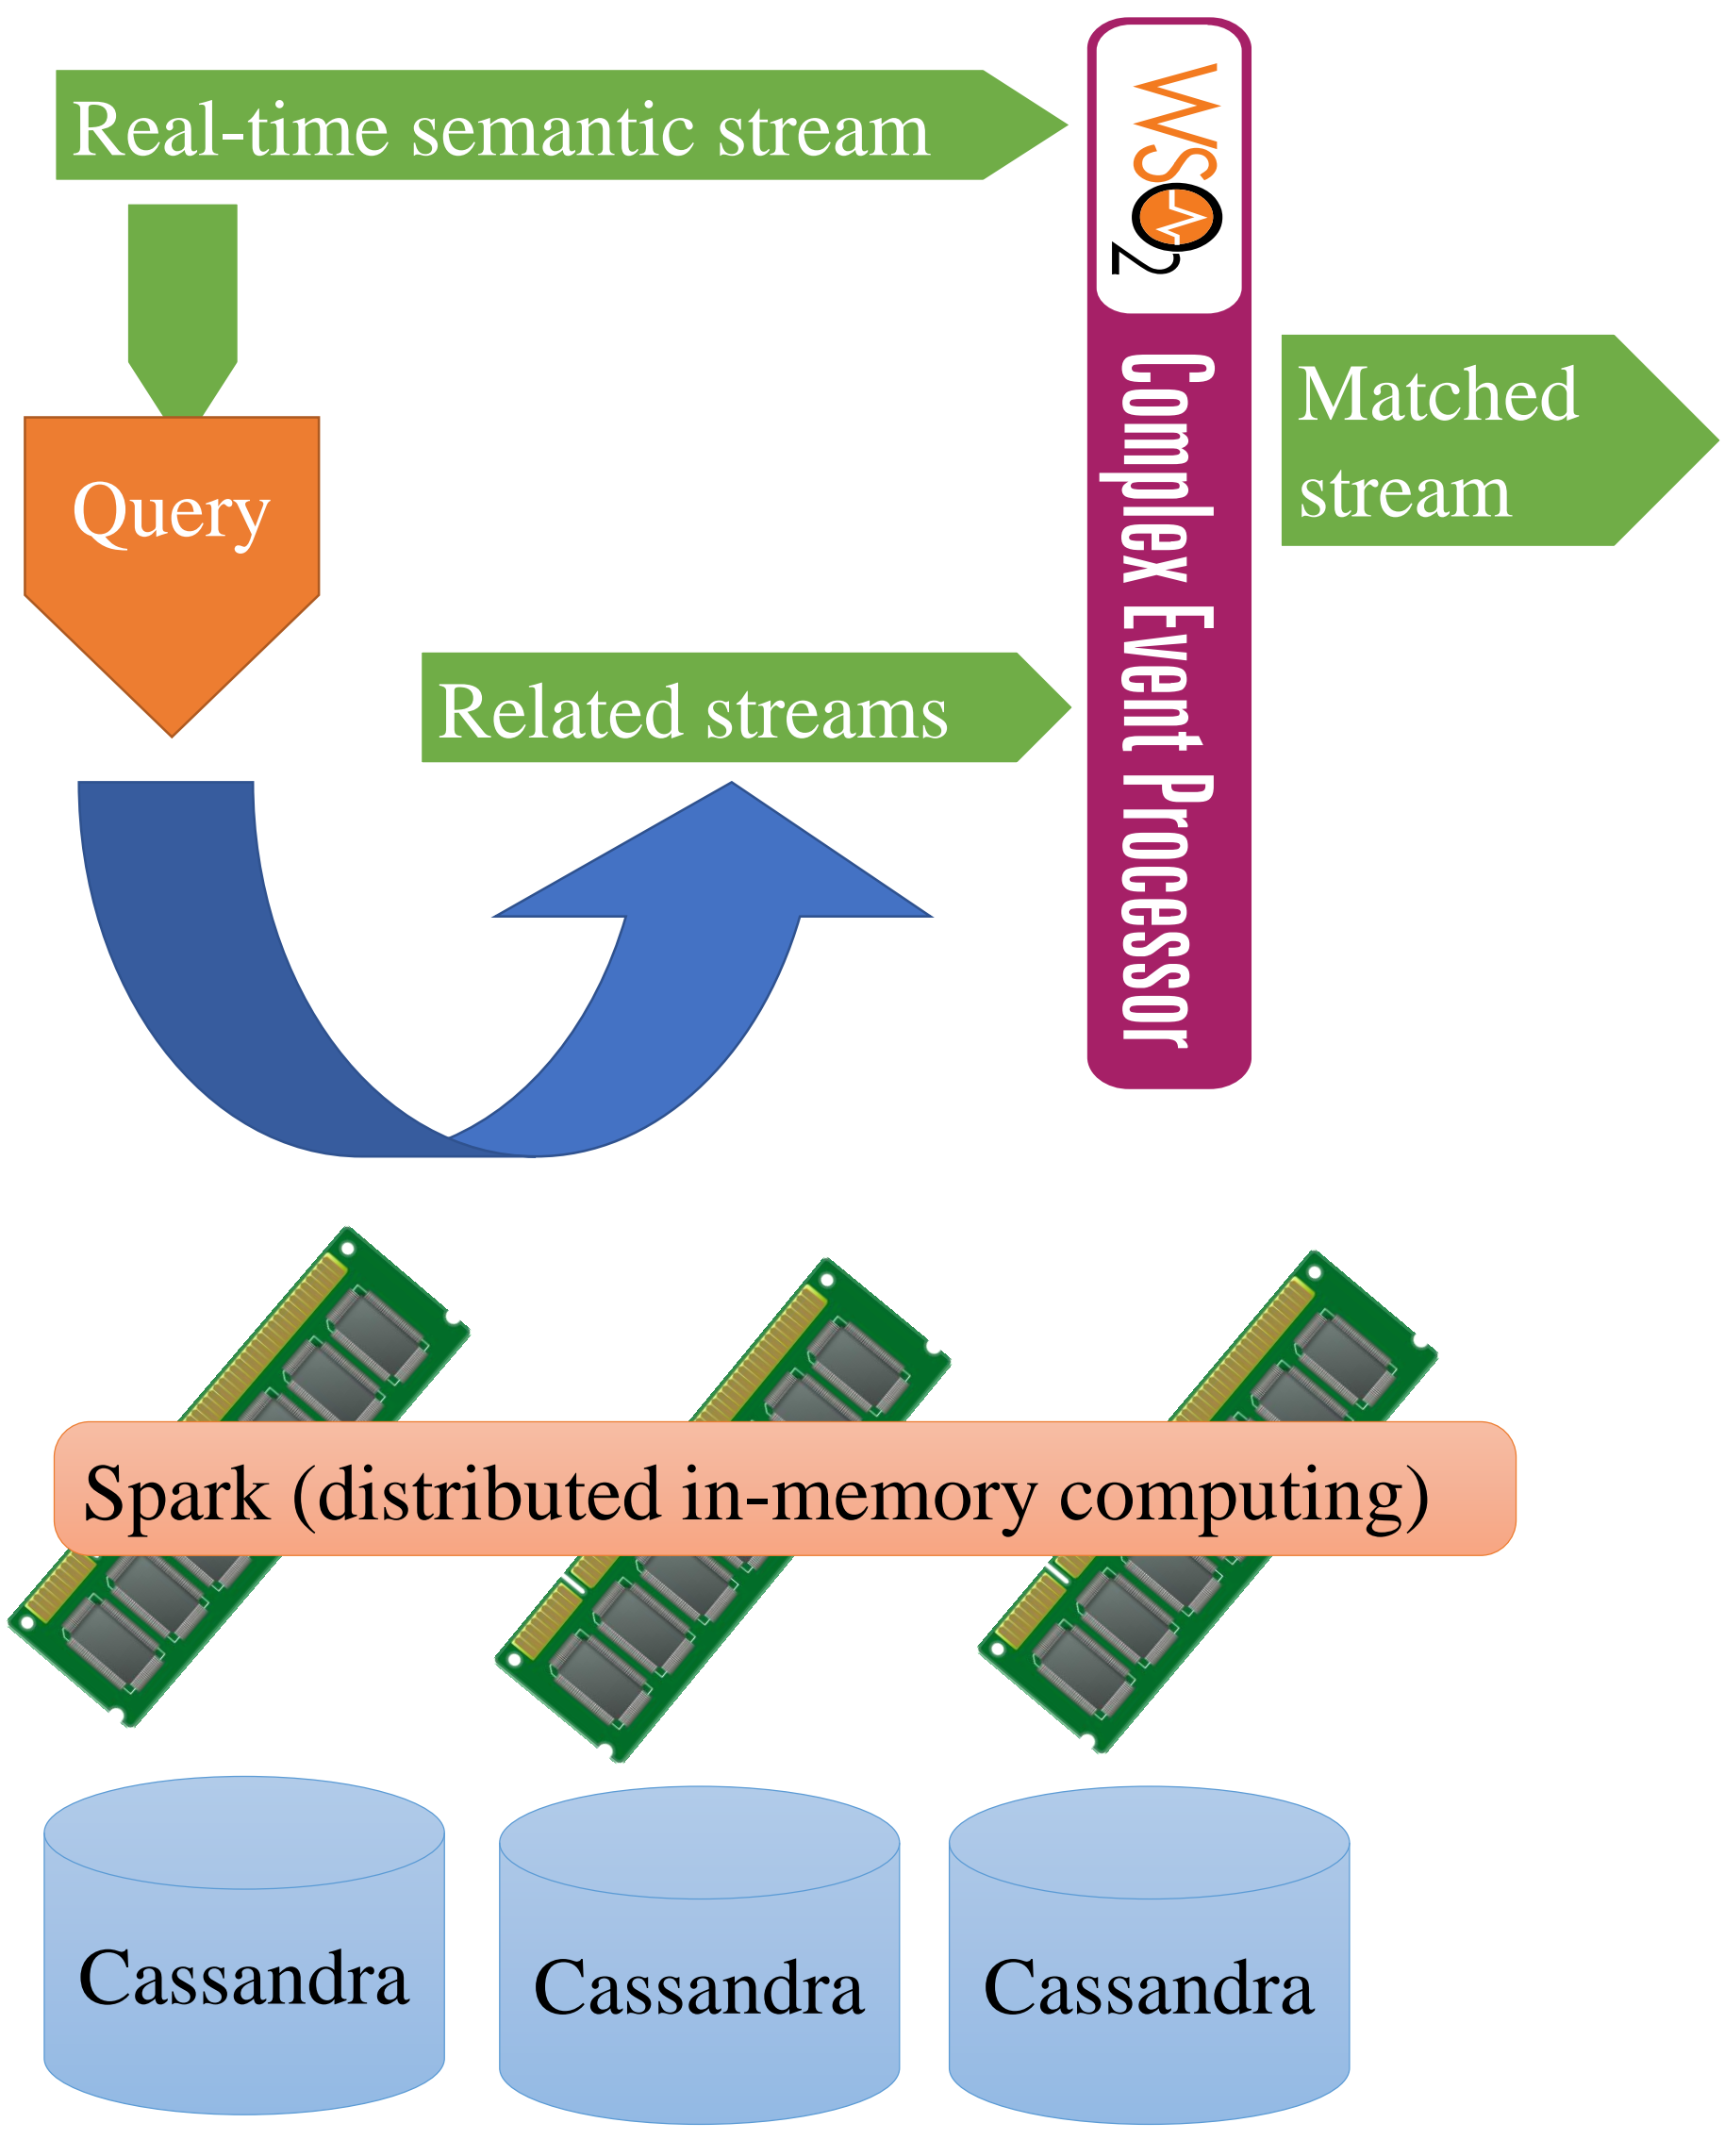 Real-time semantic stream
WSO2
Complex Event Processor
Matched
stream
Query
Related streams
Spark (distributed in-memory computing)
Cassandra
Cassandra
Cassandra